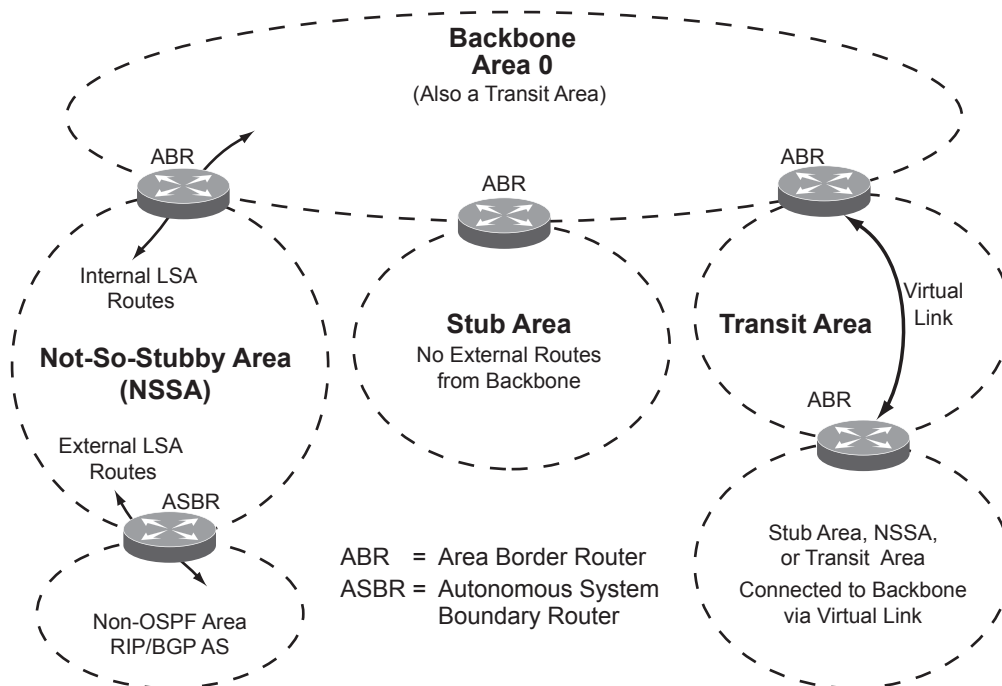 Backbone
Area 0
(Also a Transit Area)
ABR
ABR
ABR
Internal LSA
Routes
Not-So-Stubby Area
(NSSA)
External LSA
Routes
ASBR
Non-OSPF Area
RIP/BGP AS
Stub Area
No External Routes
from Backbone
Transit Area
Virtual
Link
ABR
Stub Area, NSSA,
or Transit Area
Connected to Backbone
via Virtual Link
ABR = Area Border Router
ASBR = Autonomous System
Boundary Router